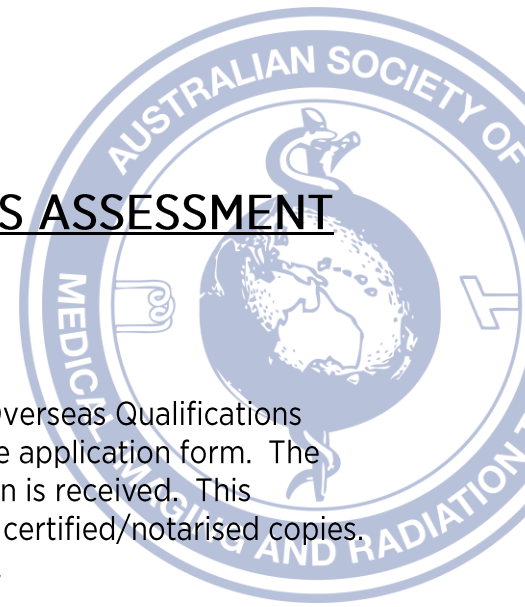 AUSTRALIAN SOCIETY OF
S ASSESSMENT
MEDICAL IMAGING AND RADIATION
verseas Qualifications
e application form. The
n is received. This
certified/notarised copies.